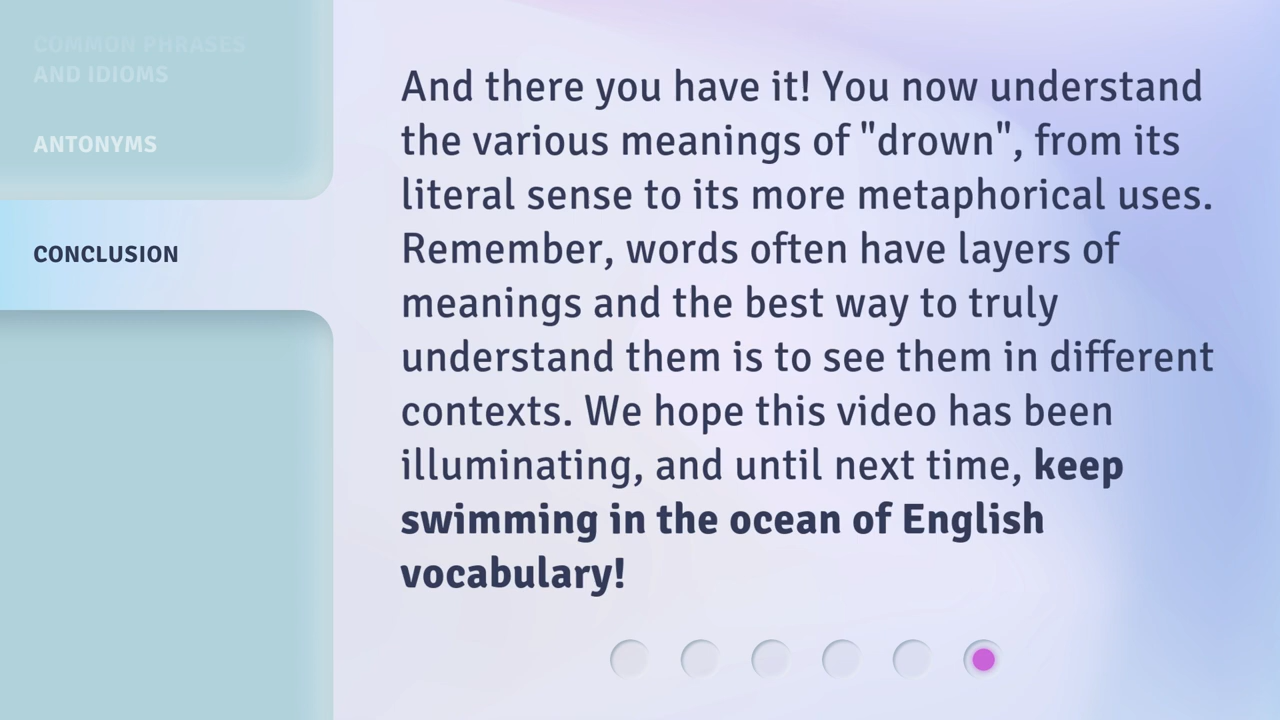 COMMON PHRASES
AND IDIOMS
ANTONYMS
CONCLUSION
And there you have it! You now understand
the various meanings of "drown", from its
literal sense to its more metaphorical uses.
Remember, words often have layers of
meanings and the best way to truly
understand them is to see them in different
contexts. We hope this video has been
illuminating, and until next time, keep
swimming in the ocean of English
vocabulary!